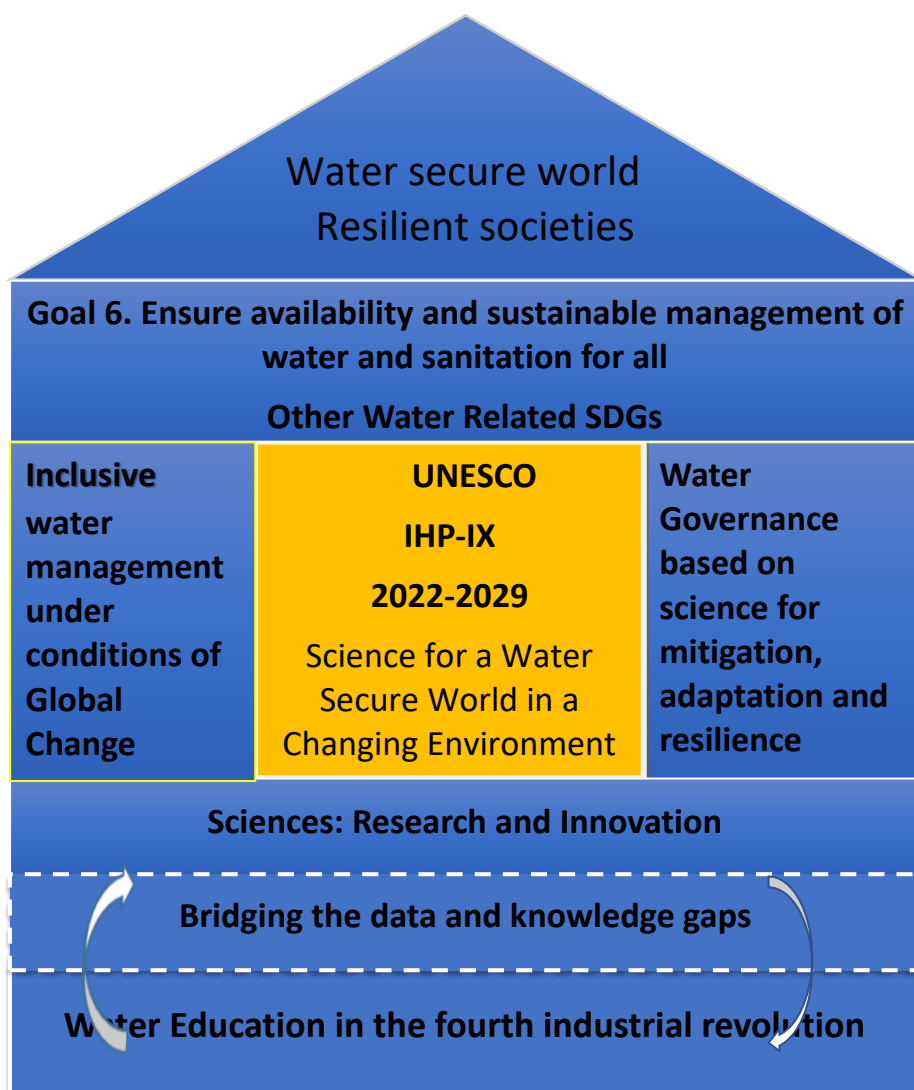 Water secure world
Resilient societies
Goal 6. Ensure availability and sustainable management of
water and sanitation for all
Other Water Related SDGs
Inclusive
water
management
under
conditions of
Global
Change
UNESCO
IHP-IX
2022-2029
Science for a Water
Secure World in a
Changing Environment
Water
Governance
based on
science for
mitigation,
adaptation and
resilience
Sciences: Research and Innovation
Bridging the data and knowledge gaps
Water Education in the fourth industrial revolution